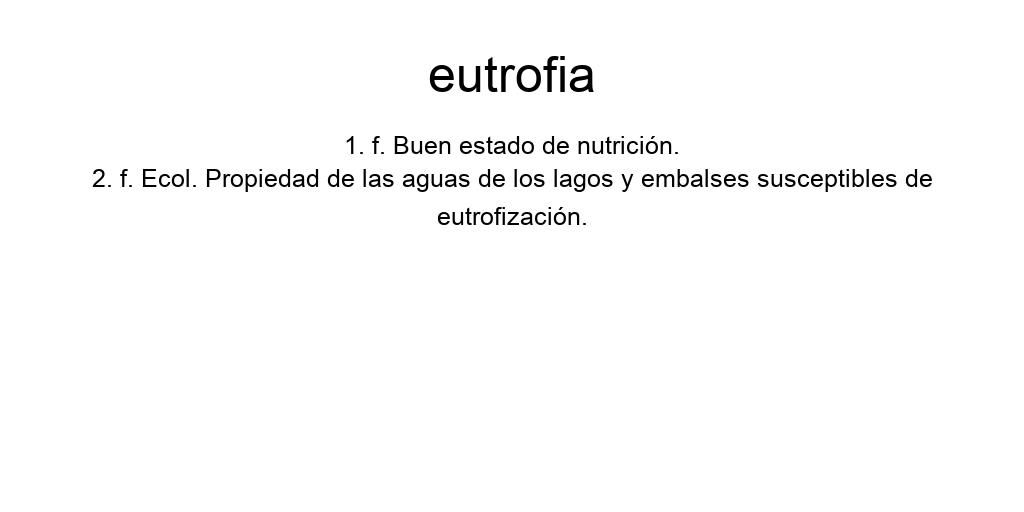 eutrofia
1. f. Buen estado de nutrición.
2. f. Ecol. Propiedad de las aguas de los lagos y embalses susceptibles de
eutrofización.